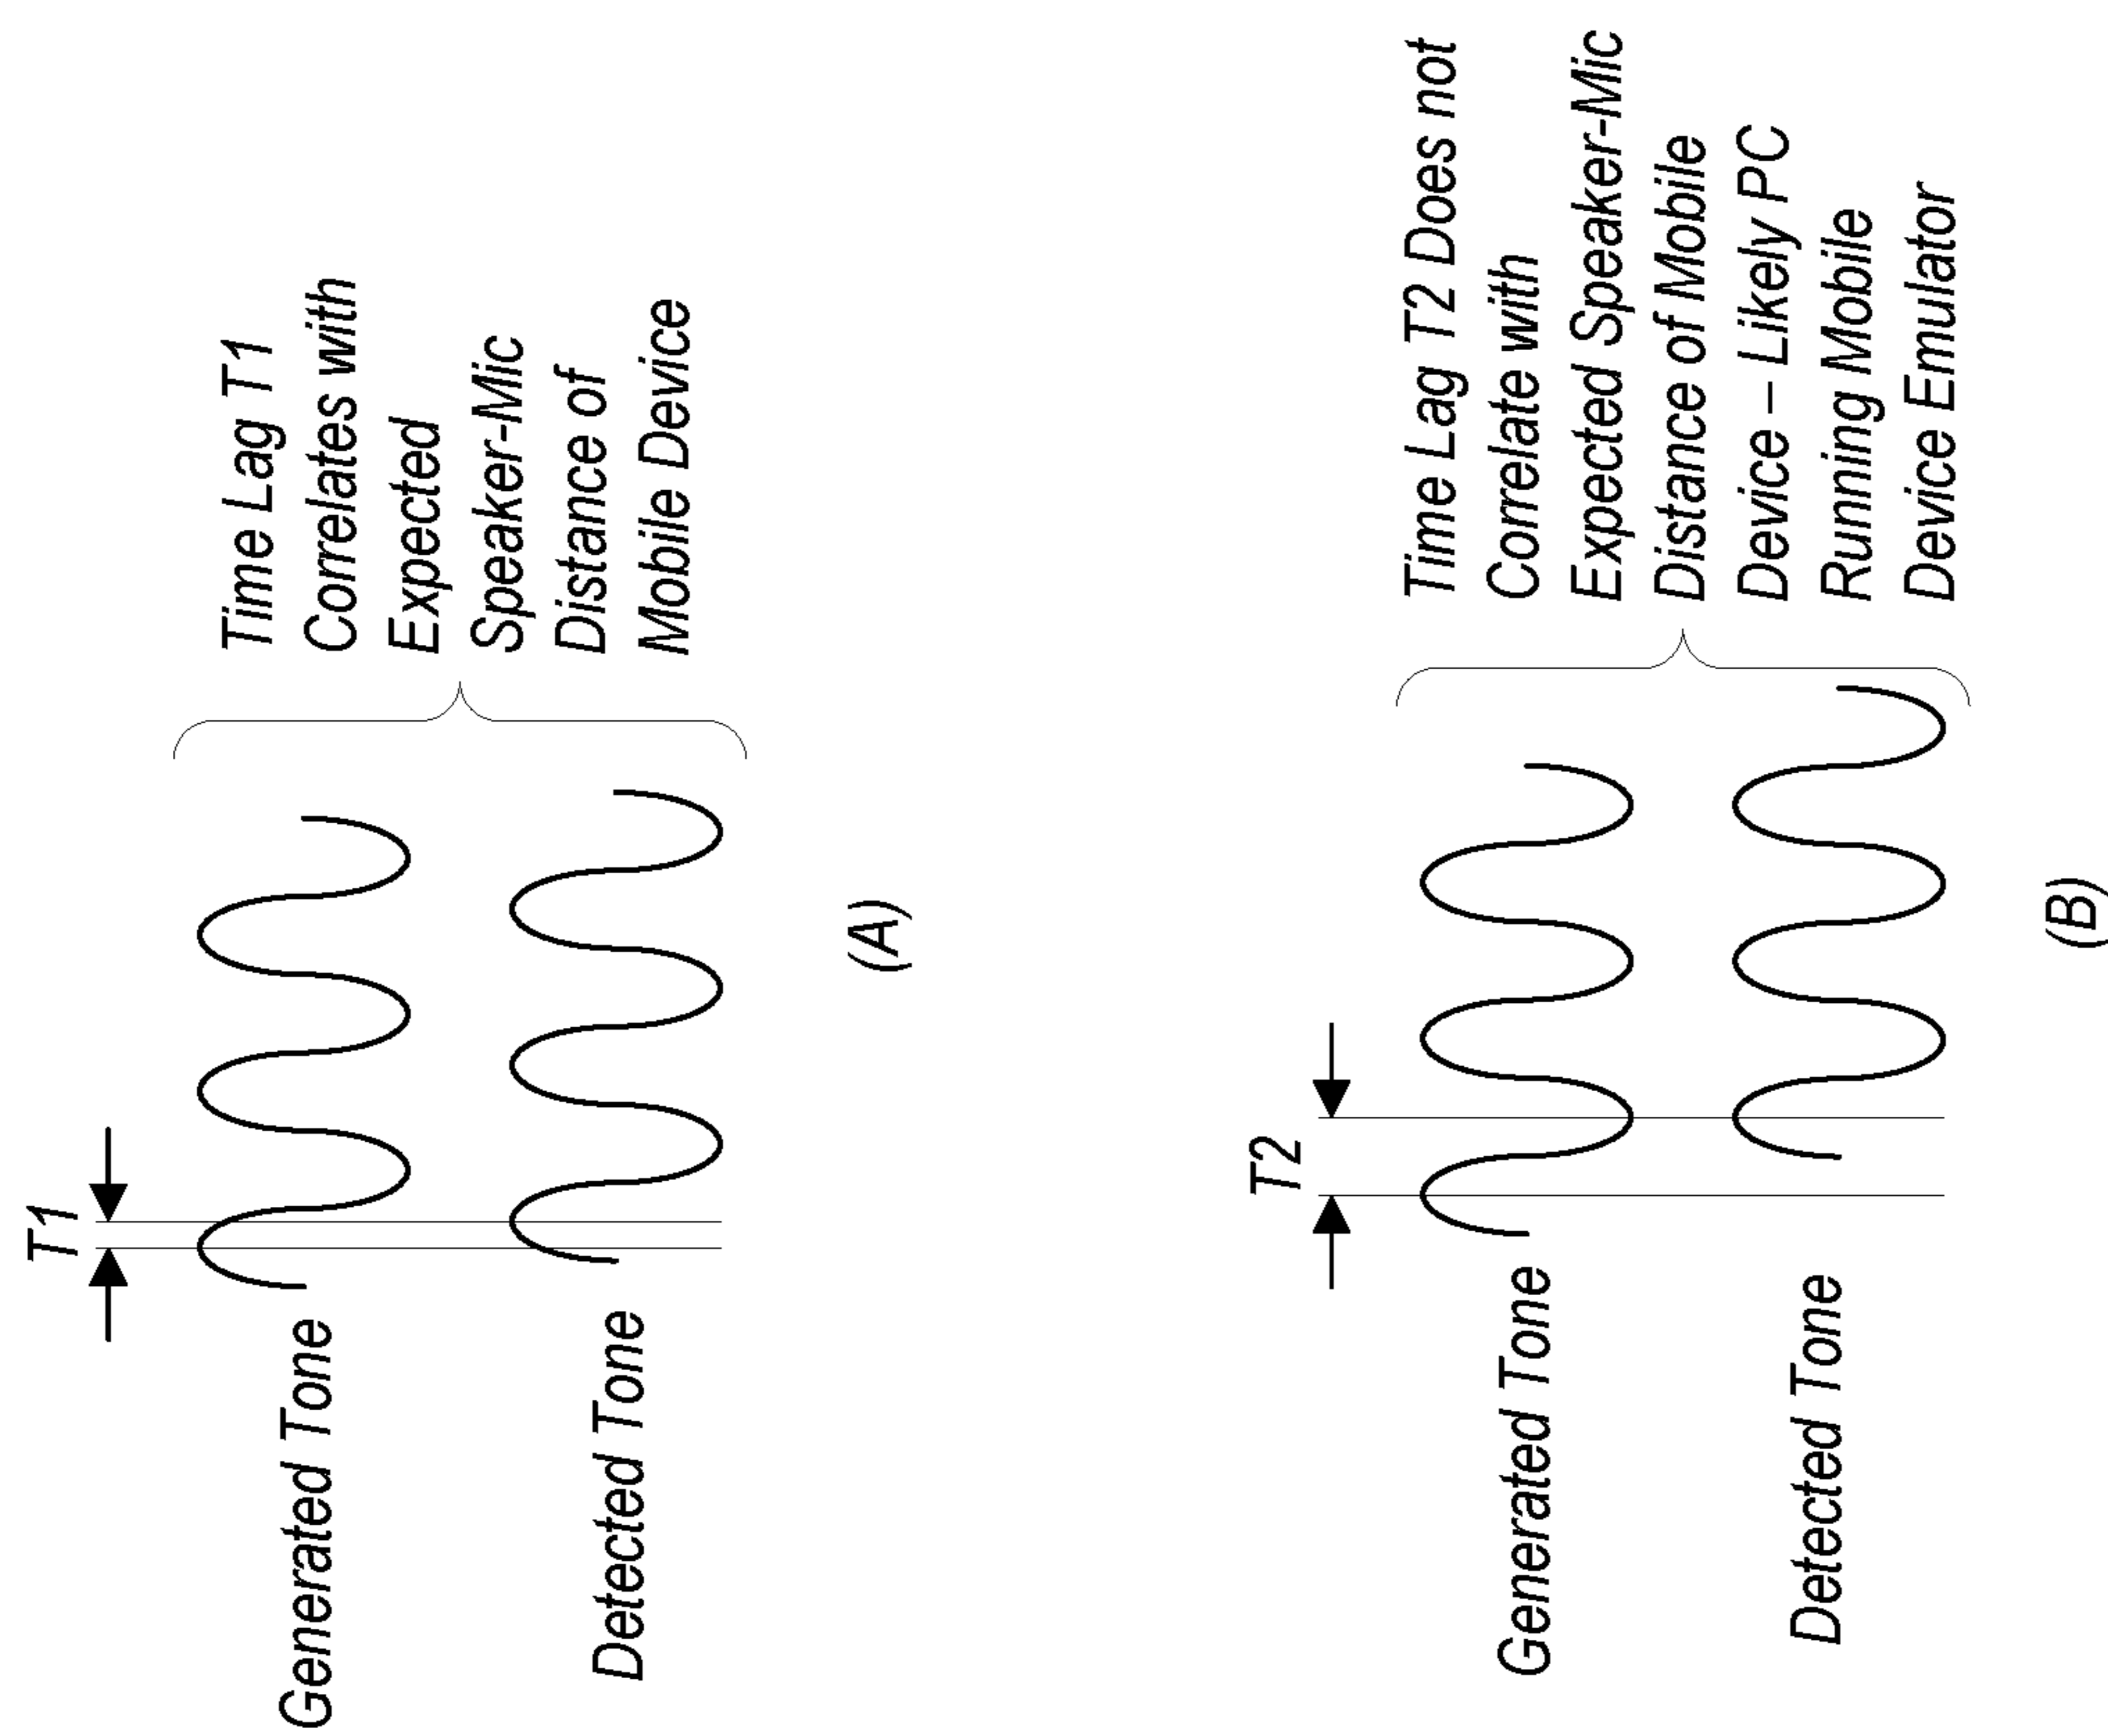 T1
Generated Tone
Detected Tone
Time Lag T1
Correlates with
Expected
Speaker-Mic
Distance of
Mobile Device
(A)
T2
Generated Tone
Detected Tone
Time Lag T2 Does not
Correlate with
Expected Speaker-Mic
Distance of Mobile
Device – Likely PC
Running Mobile
Device Emulator
(B)